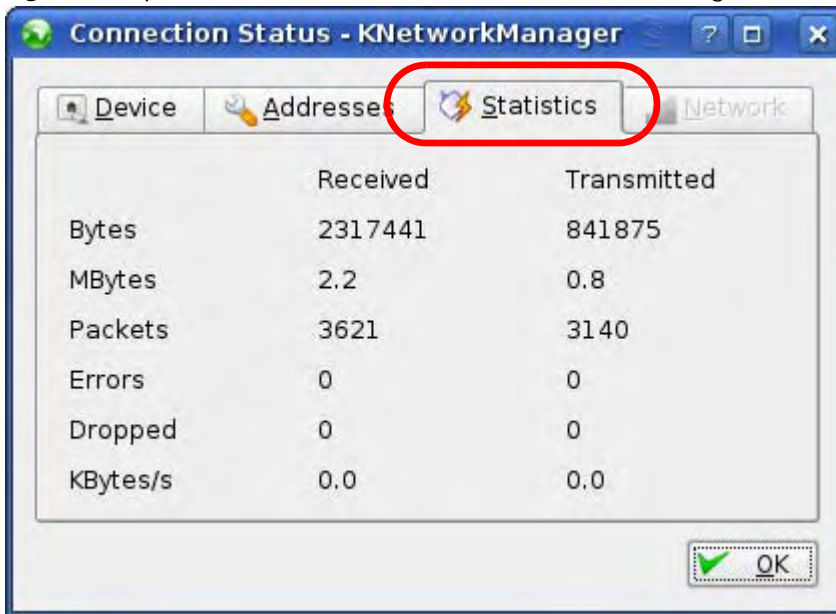 Connection Status - KNetworkManager
Device Addresses Statistics Network
Received Transmitted
Bytes 2317441 841875
MBytes 2.2 0.8
Packets 3621 3140
Errors 0 0
Dropped 0 0
KBytes/s 0.0 0.0
OK